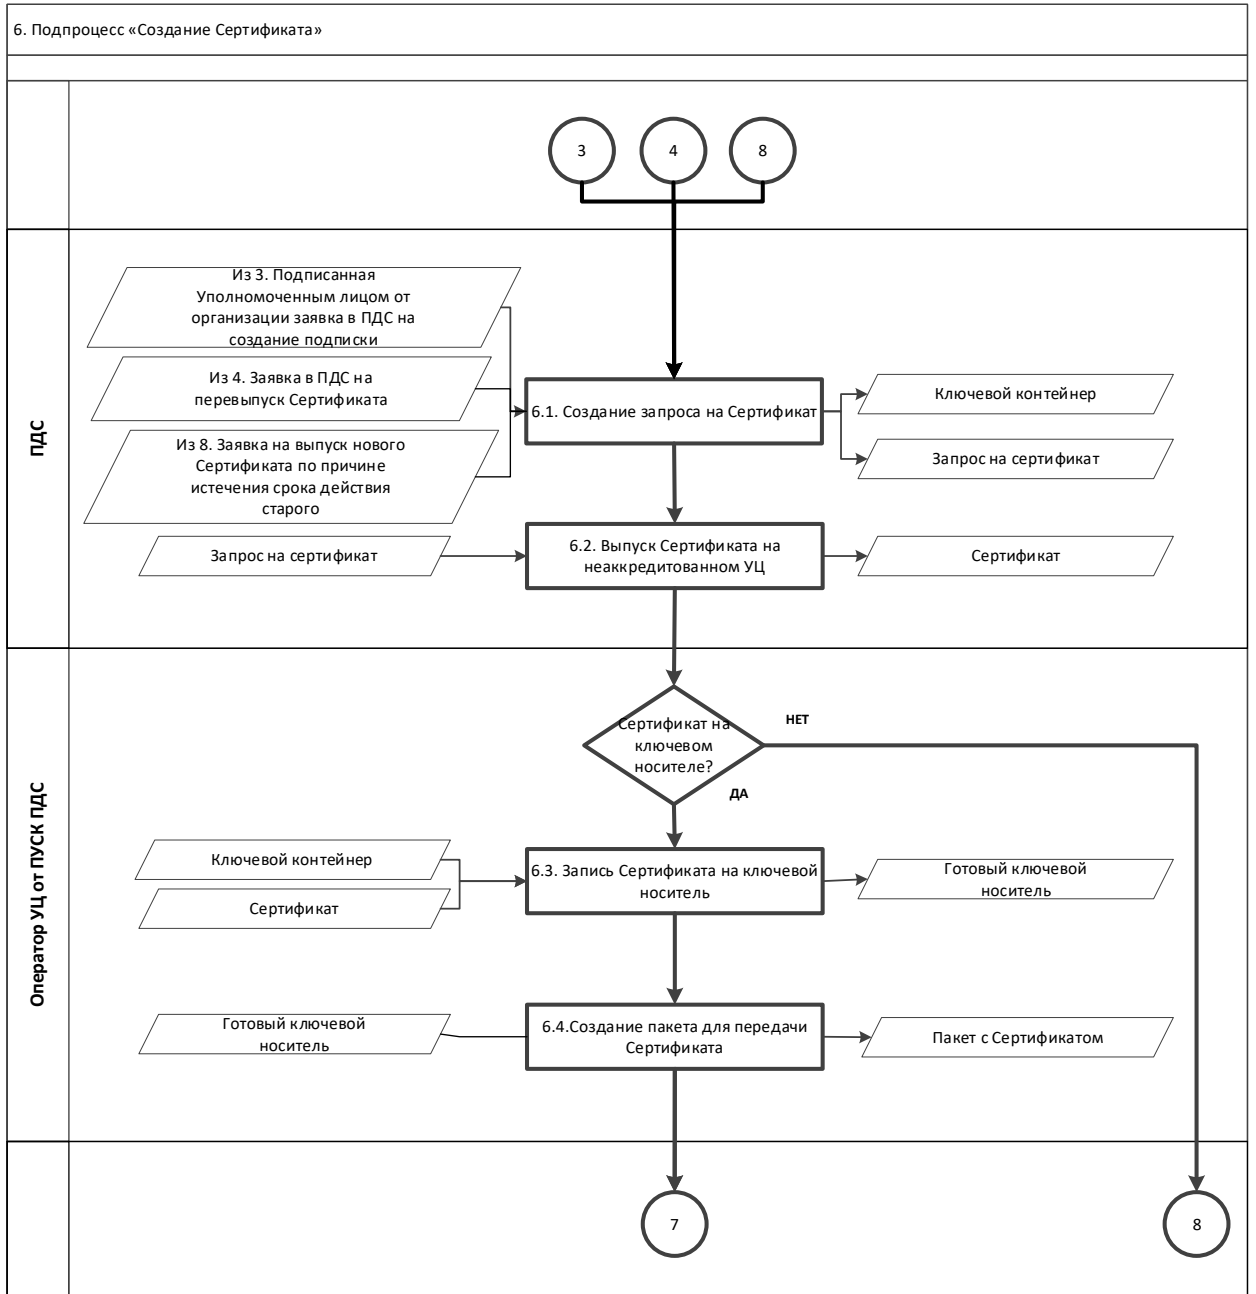 6. Подпроцесс «Создание Сертификата»
3
4
8
ПДС
Из 3. Подписанная
Уполномоченным лицом от
организации заявка в ПДС на
создание подписки
Из 4. Заявка в ПДС на
перевыпуск Сертификата
Из 8. Заявка на выпуск нового
Сертификата по причине
истечения срока действия
старого
6.1. Создание запроса на Сертификат
Ключевой контейнер
Запрос на сертификат
Запрос на сертификат
6.2. Выпуск Сертификата на
неаккредитованном УЦ
Сертификат
Оператор УЦ от ПУСК ПДС
Сертификат на
ключевом
носителе?
НЕТ
ДА
Ключевой контейнер
Сертификат
6.3. Запись Сертификата на ключевой
носитель
Готовый ключевой
носитель
Готовый ключевой
носитель
6.4.Создание пакета для передачи
Сертификата
Пакет с Сертификатом
7
8